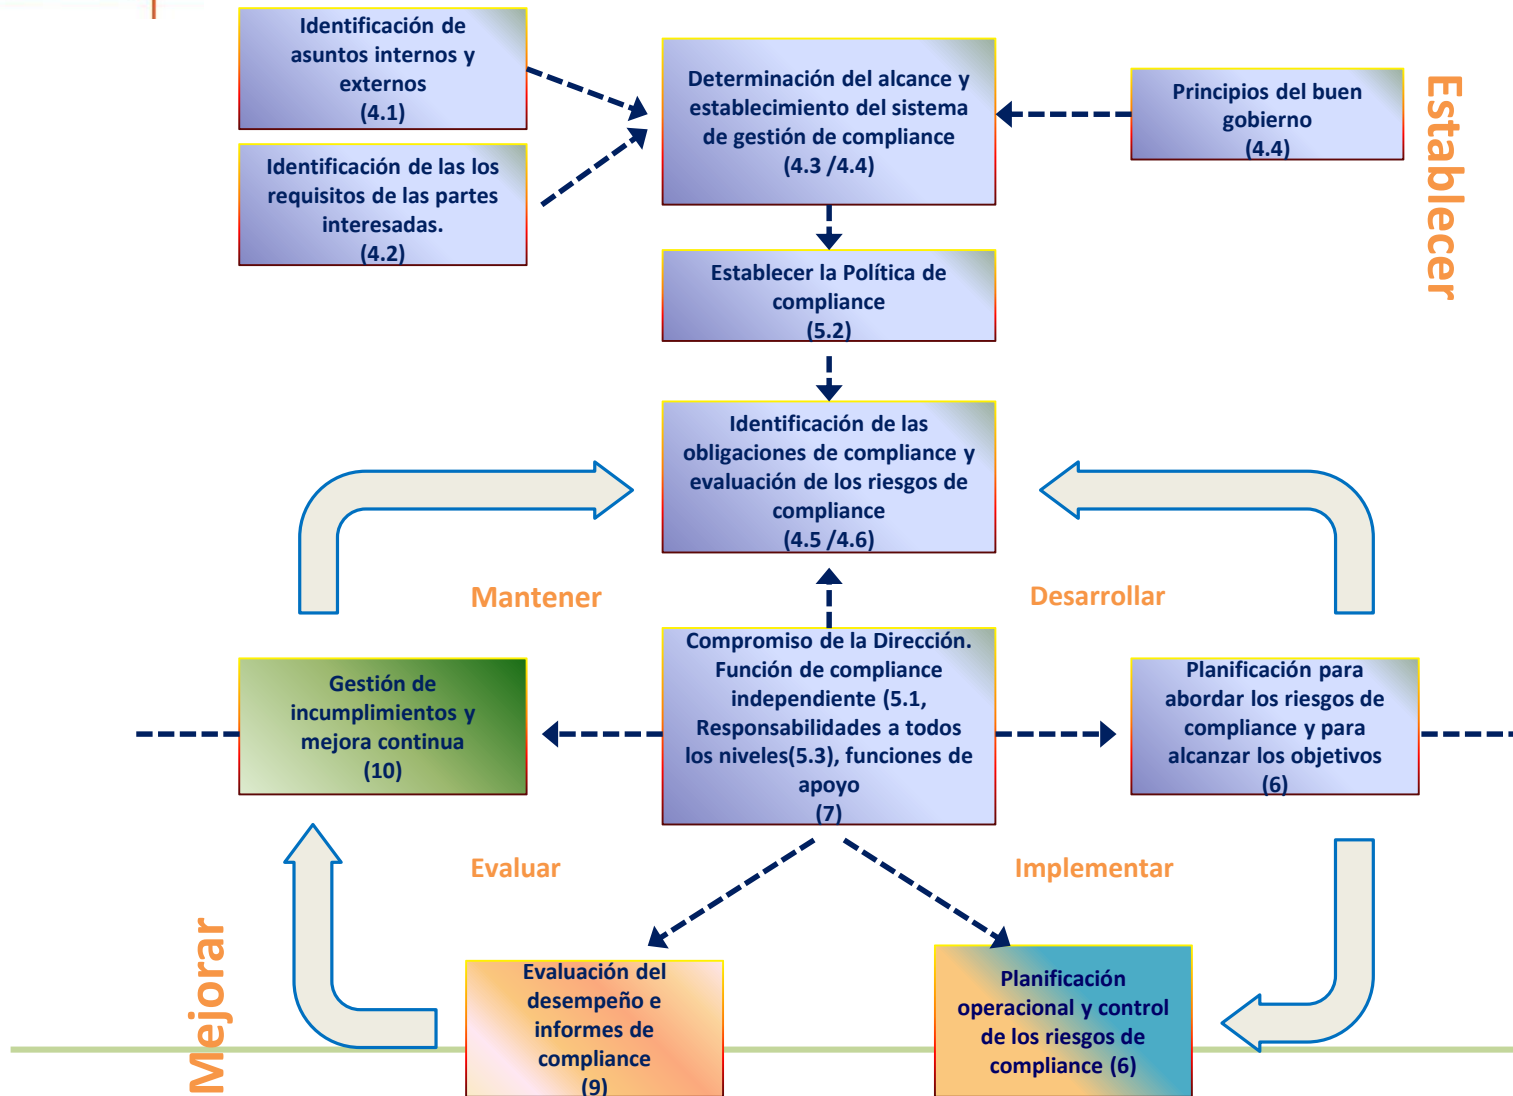 Identificación de
asuntos internos y
externos
(4.1)
Identificación de las los
requisitos de las partes
interesadas.
(4.2)
Determinación del alcance y
establecimiento del sistema
de gestión de compliance
(4.3 /4.4)
Principios del buen
gobierno
(4.4)
Establecer
Establecer la Política de
compliance
(5.2)
Identificación de las
obligaciones de compliance y
evaluación de los riesgos de
compliance
(4.5 /4.6)
Mantener
Desarrollar
Gestión de
incumplimientos y
mejora continua
(10)
Compromiso de la Dirección.
Función de compliance
independiente (5.1,
Responsabilidades a todos
los niveles(5.3), funciones de
apoyo
(7)
Planificación para
abordar los riesgos de
compliance y para
alcanzar los objetivos
(6)
Evaluar
Implementar
Mejorar
Evaluación del
desempeño e
informes de
compliance
(9)
Planificación
operacional y control
de los riesgos de
compliance (6)